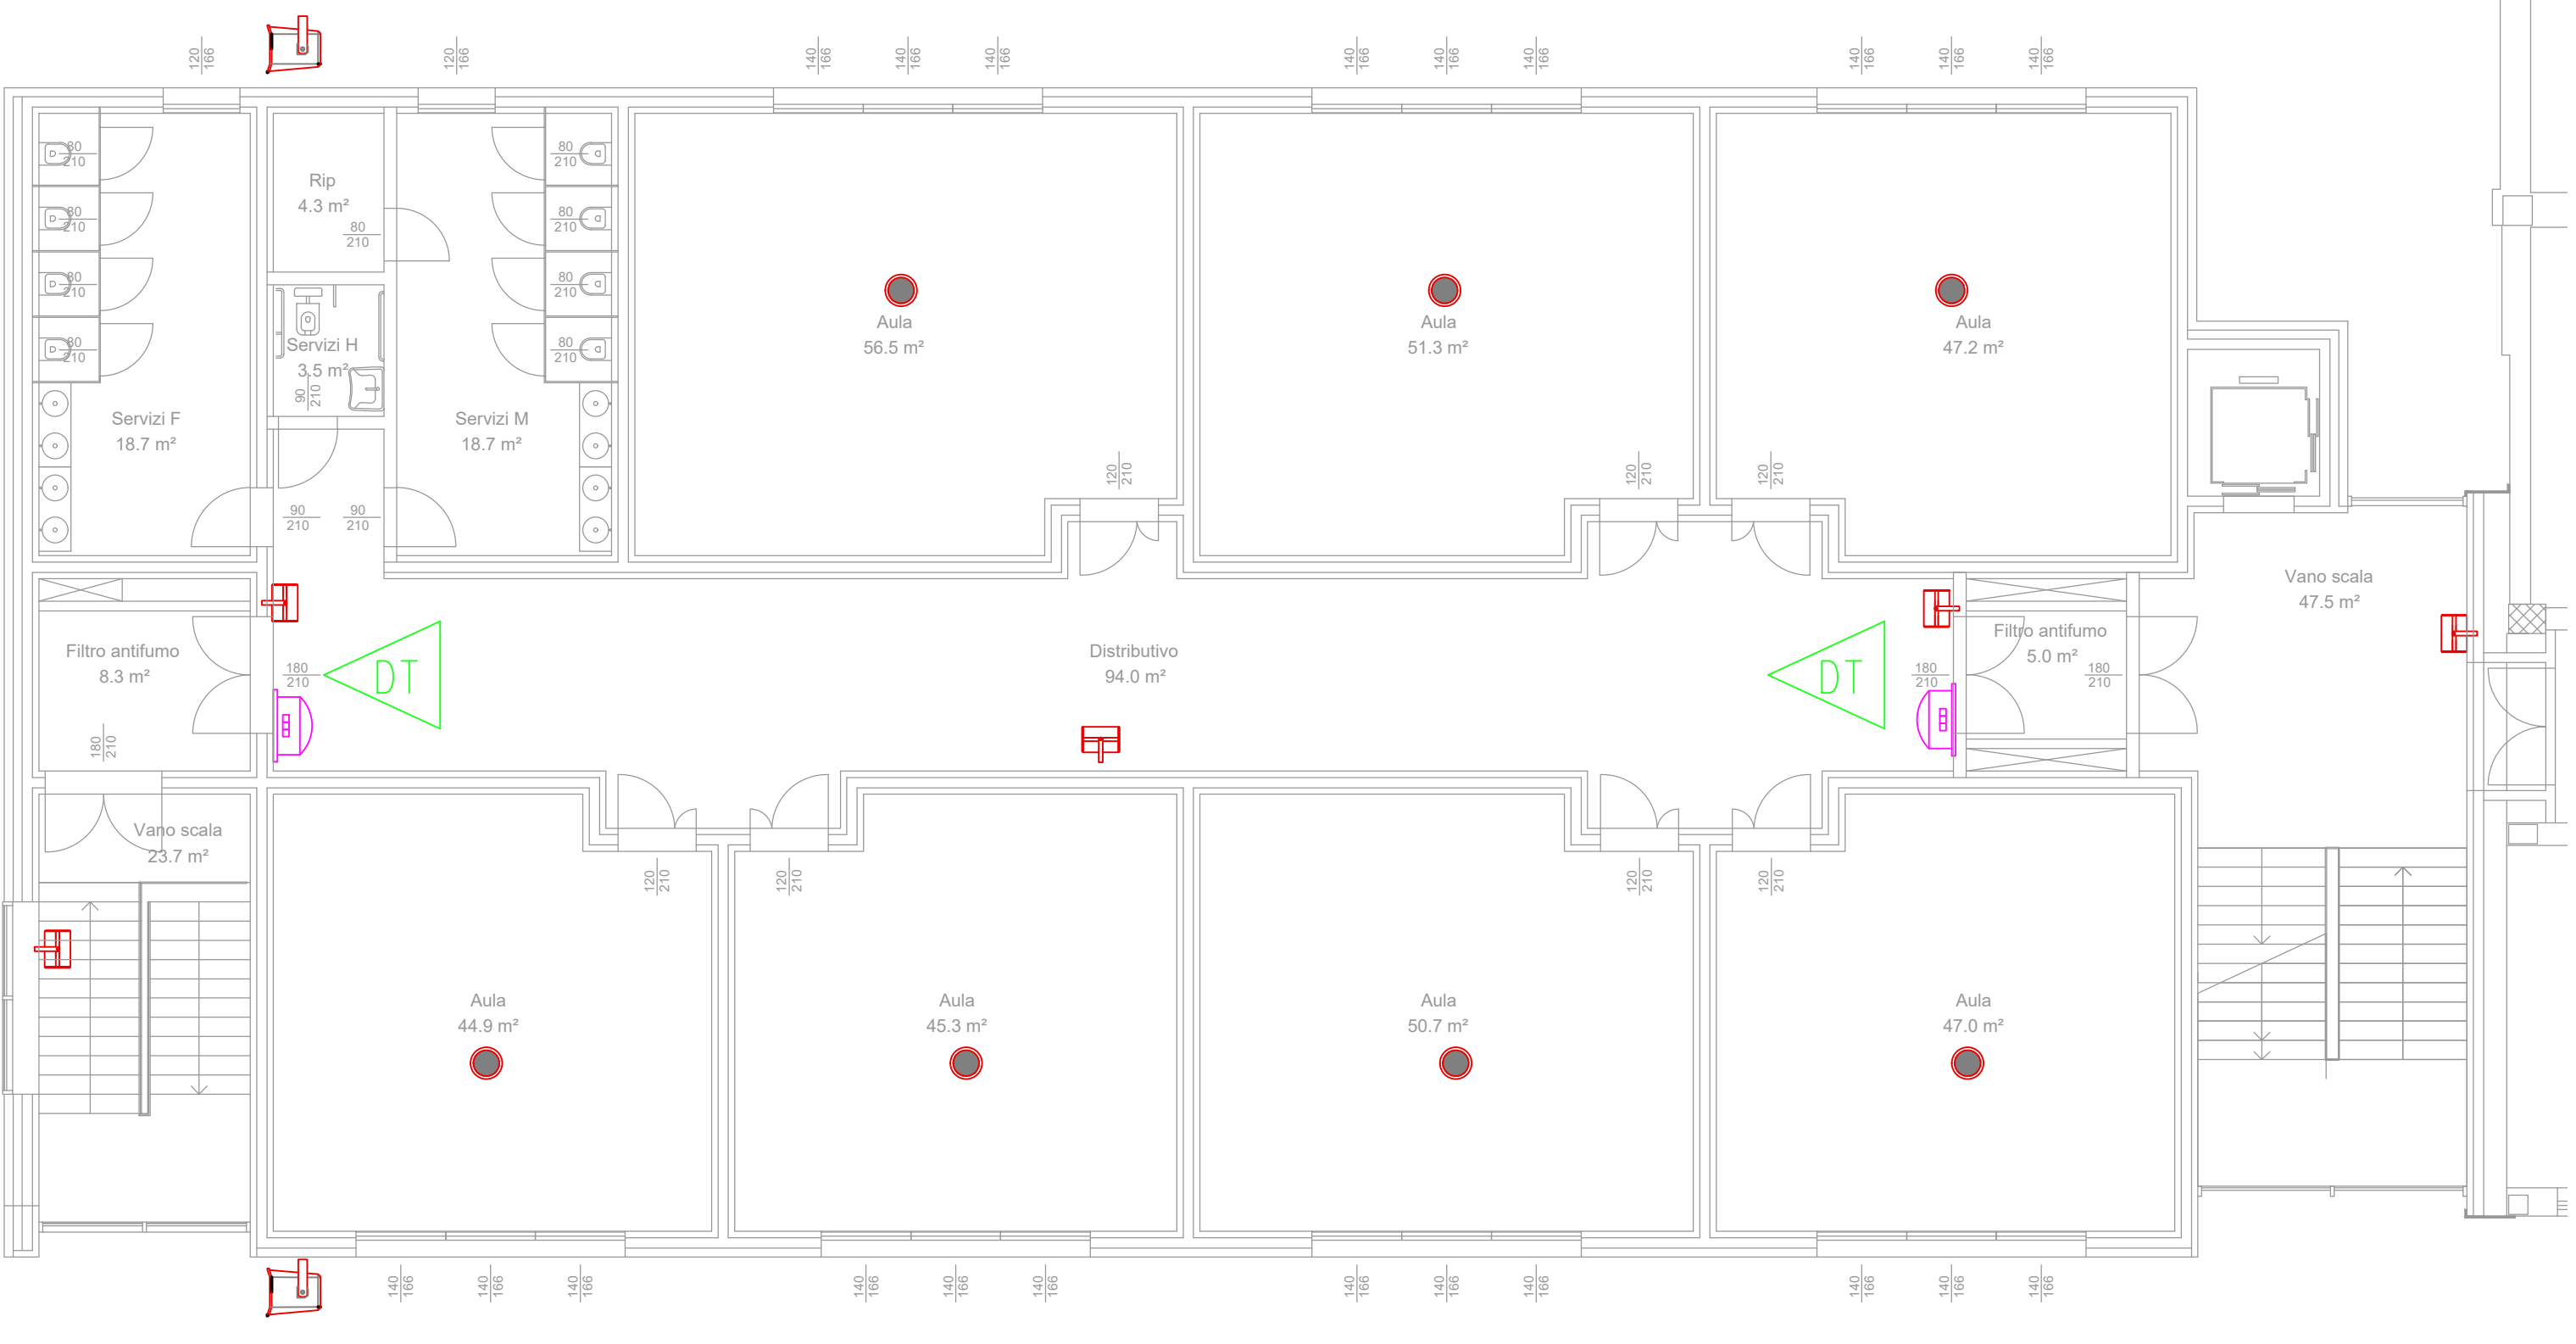 120
166
120
166
140
166
140
166
140
166
140
166
140
166
140
166
140
166
140
166
140
166
80
210
80
210
80
210
80
210
Rip
4.3 m²
80
210
80
210
80
210
80
210
80
210
Servizi H
3.5 m²
90
210
Servizi F
18.7 m²
Servizi M
18.7 m²
90
210
90
210
Aula
56.5 m²
120
210
Aula
51.3 m²
120
210
Aula
47.2 m²
120
210
Filtro antifumo
8.3 m²
180
210
180
210
DT
Distributivo
94.0 m²
DT
180
210
Filtro antifumo
5.0 m²
180
210
Vano scala
47.5 m²
Vano scala
23.7 m²
120
210
120
210
120
210
120
210
Aula
44.9 m²
Aula
45.3 m²
Aula
50.7 m²
Aula
47.0 m²
140
166
140
166
140
166
140
166
140
166
140
166
140
166
140
166
140
166
140
166
140
166
140
166